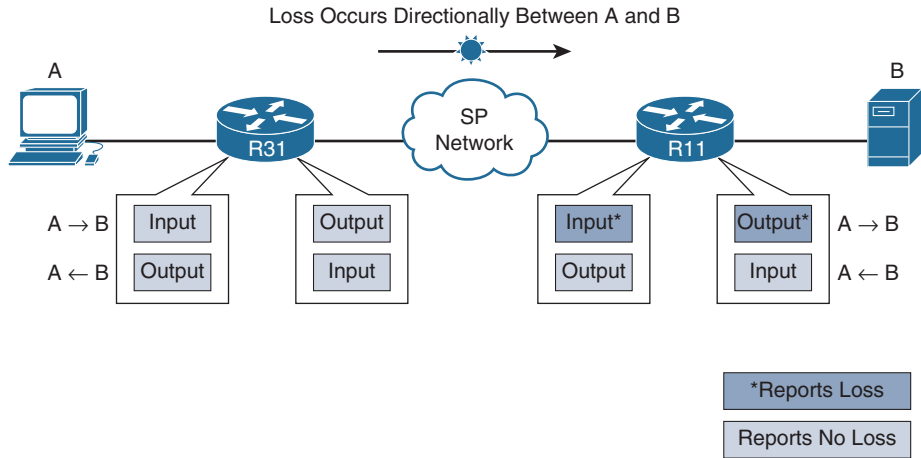 Loss Occurs Directionally Between A and B
A
B
SP
Network
R31
R11
A → B
Input
Output
Input*
Output*
A → B
A ← B
Output
Input
Output
Input
A ← B
*Reports Loss
Reports No Loss